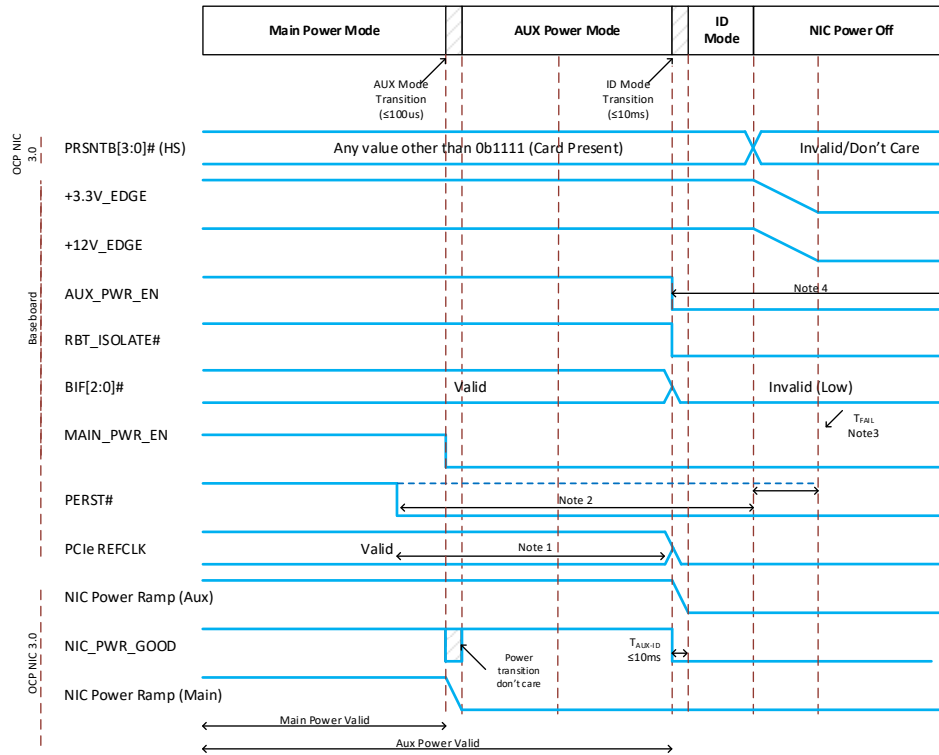 Main Power Mode
AUX Power Mode
ID
Mode
NIC Power Off
AUX Mode
Transition
(≤100us)
ID Mode
Transition
(≤10ms)
OCP NIC
3.0
PRSNTB[3:0]# (HS)
Any value other than 0b1111 (Card Present)
Invalid/Don't Care
Baseboard
+3.3V_EDGE
+12V_EDGE
AUX_PWR_EN
Note 4
RBT_ISOLATE#
BIF[2:0]#
Valid
Invalid (Low)
MAIN_PWR_EN
TFAIL
Note3
PERST#
Note 2
PCIe REFCLK
Valid
Note 1
OCP NIC 3.0
NIC Power Ramp (Aux)
NIC_PWR_GOOD
Power
transition
don't care
TAUX-ID
≤10ms
NIC Power Ramp (Main)
Main Power Valid
Aux Power Valid